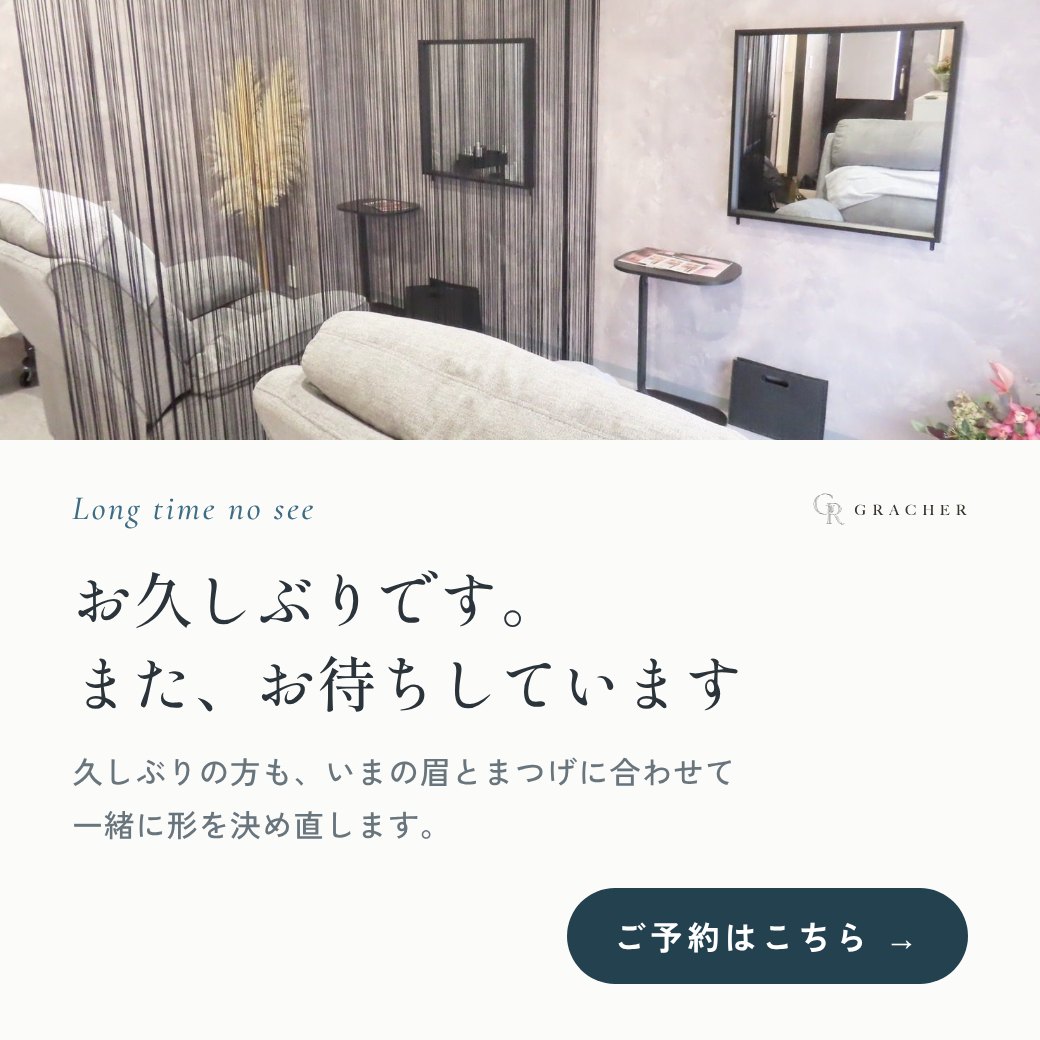 Long time no see
GR GRACHER
お久しぶりです。
また、お待ちしています
久しぶりの方も、いまの眉とまつげに合わせて
一緒に形を決め直します。
ご予約はこちら →